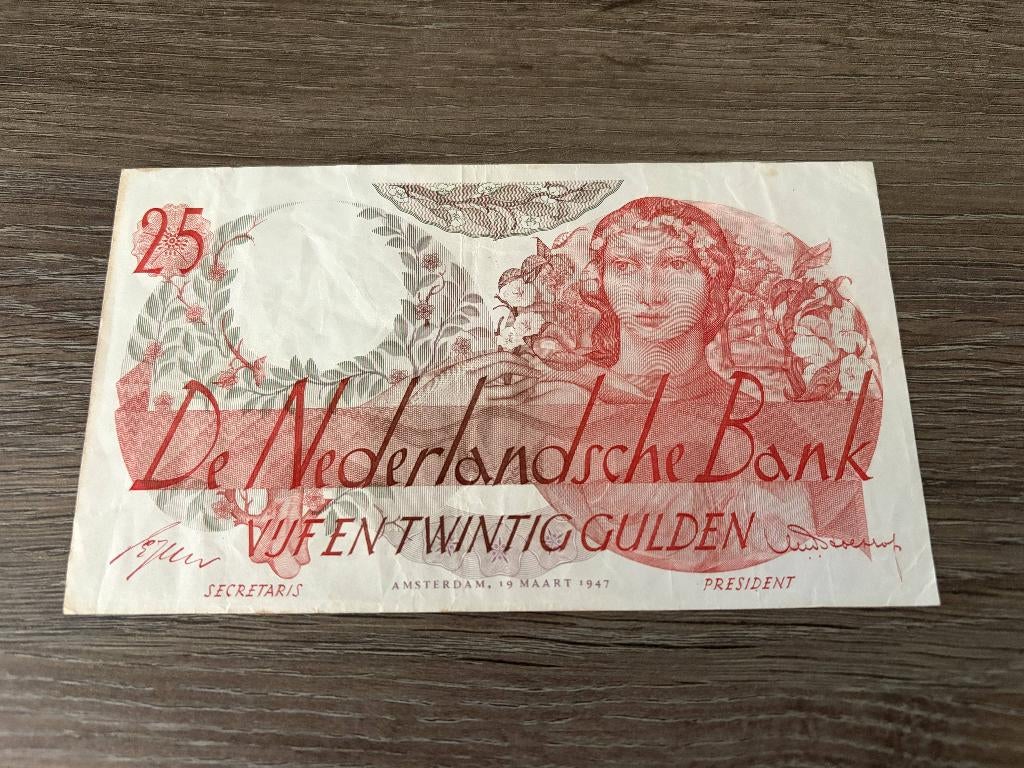 25
De Nederlandsche Bank
VIJF EN TWINTIG GULDEN
SECRETARIS
AMSTERDAM, 19 MAART 1947
PRESIDENT